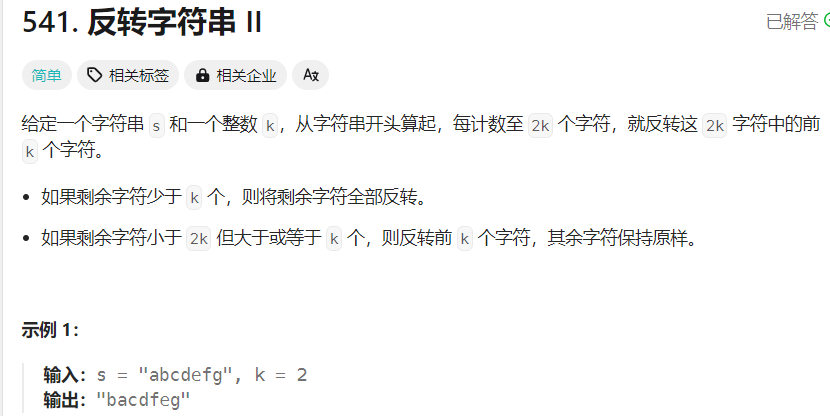 541. 反转字符串 II
已解答
简单 相关标签 相关企业 Aあ
给定一个字符串 s 和一个整数 k，从字符串开头算起，每计数至 2k 个字符，就反转这 2k 字符中的前
k 个字符。
• 如果剩余字符少于 k 个，则将剩余字符全部反转。
• 如果剩余字符小于 2k 但大于或等于 k 个，则反转前 k 个字符，其余字符保持原样。
示例 1：
输入：s = "abcdefg", k = 2
输出："bacdfeg"